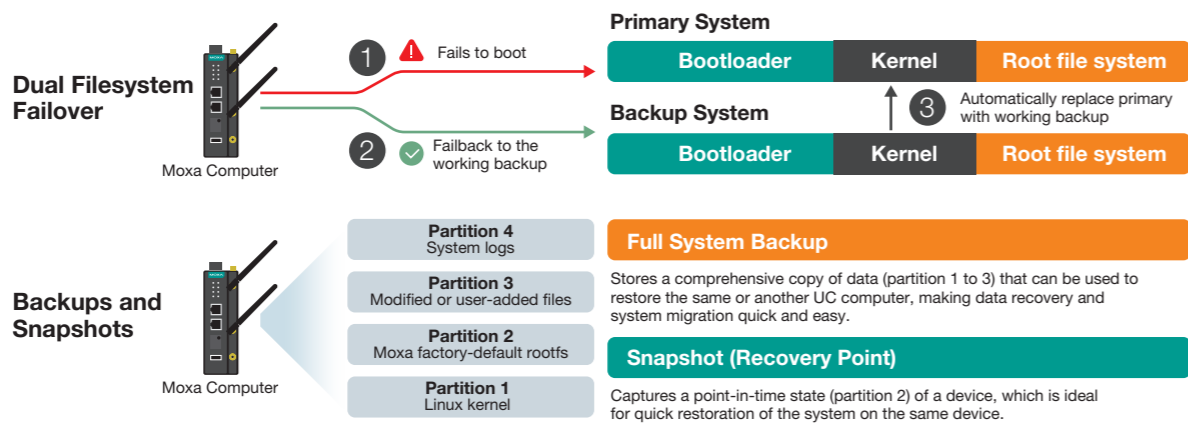 Dual Filesystem
Failover
Moxa Computer
1
Fails to boot
2
Failback to the
working backup
Primary System
Bootloader
Kernel
Root file system
Backup System
3
Automatically replace primary
with working backup
Bootloader
Kernel
Root file system
Backups and
Snapshots
Moxa Computer
Partition 4
System logs
Partition 3
Modified or user-added files
Partition 2
Moxa factory-default rootfs
Partition 1
Linux kernel
Full System Backup
Stores a comprehensive copy of data (partition 1 to 3) that can be used to
restore the same or another UC computer, making data recovery and
system migration quick and easy.
Snapshot (Recovery Point)
Captures a point-in-time state (partition 2) of a device, which is ideal
for quick restoration of the system on the same device.